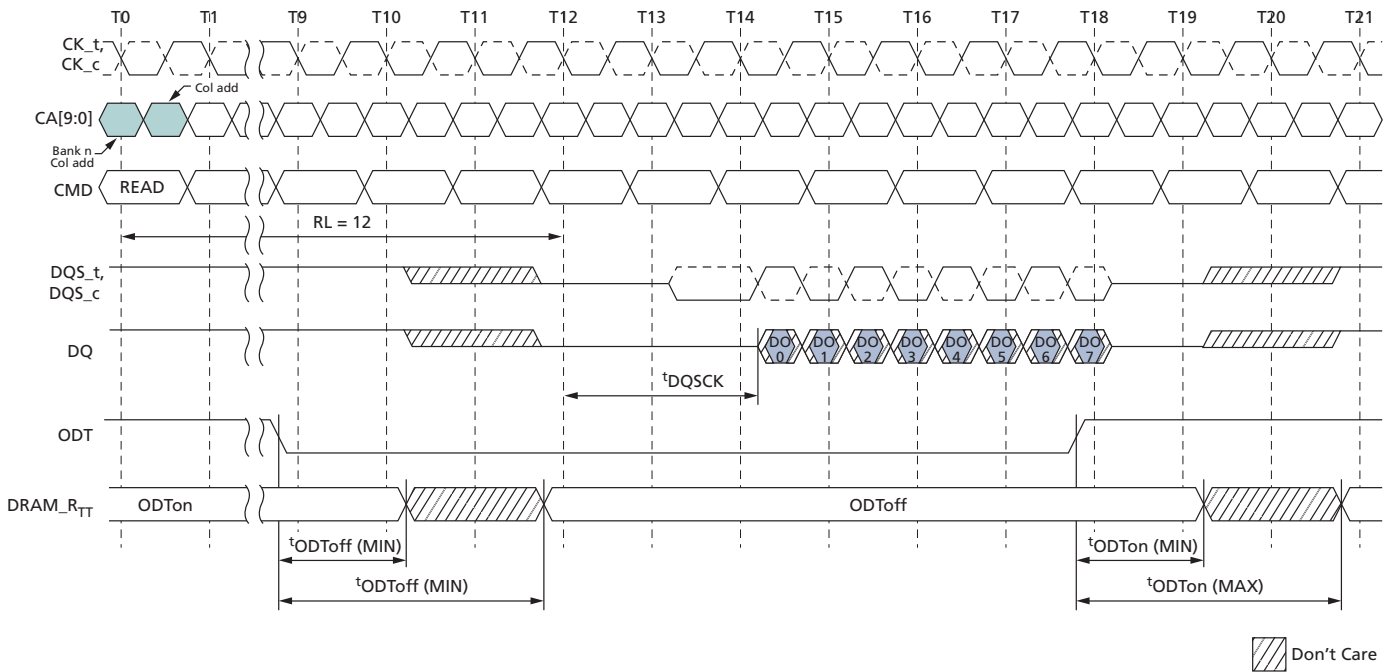 T0 T1 T9 T10 T11 T12 T13 T14 T15 T16 T17 T18 T19 T20 T21
CK_t,
CK_c
Col add
CA[9:0]
Bank n
Col add
CMD READ
RL = 12
DQS_t,
DQS_c
DQ DO 0 DO 1 DO 2 DO 3 DO 4 DO 5 DO 6 DO 7
tDQSCK
ODT
DRAM_RTT ODTon ODToff
tODToff (MIN) tODTon (MIN)
tODToff (MIN) tODTon (MAX)
Don't Care